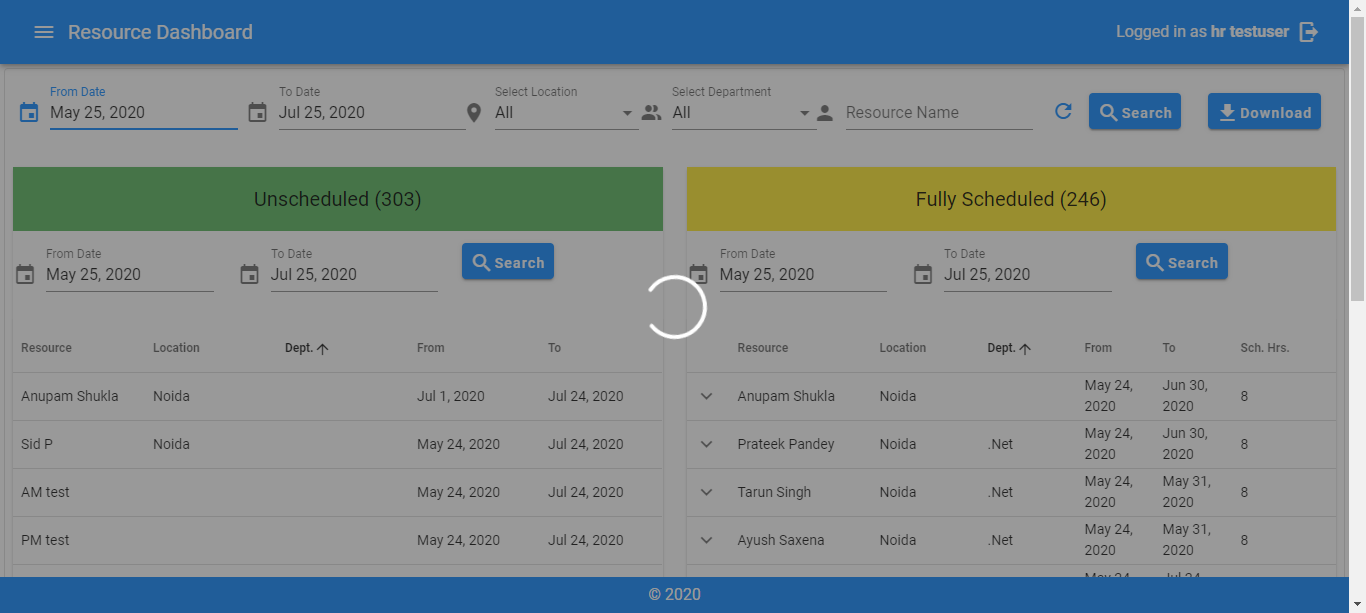 Resource Dashboard
Logged in as hr testuser
From Date
To Date
Select Location
Select Department
May 25, 2020
Jul 25, 2020
All
All
Resource Name
Search
Download
Unscheduled (303)
From Date
To Date
May 25, 2020
Jul 25, 2020
Search
Resource Location Dept. From To
Anupam Shukla Noida Jul 1, 2020 Jul 24, 2020
Sid P Noida May 24, 2020 Jul 24, 2020
AM test May 24, 2020 Jul 24, 2020
PM test May 24, 2020 Jul 24, 2020
Fully Scheduled (246)
From Date
To Date
May 25, 2020
Jul 25, 2020
Search
Resource Location Dept. From To Sch. Hrs.
Anupam Shukla Noida May 24, 2020 Jun 30, 2020 8
Prateek Pandey Noida .Net May 24, 2020 Jun 30, 2020 8
Tarun Singh Noida .Net May 24, 2020 May 31, 2020 8
Ayush Saxena Noida .Net May 24, 2020 May 31, 2020 8
© 2020